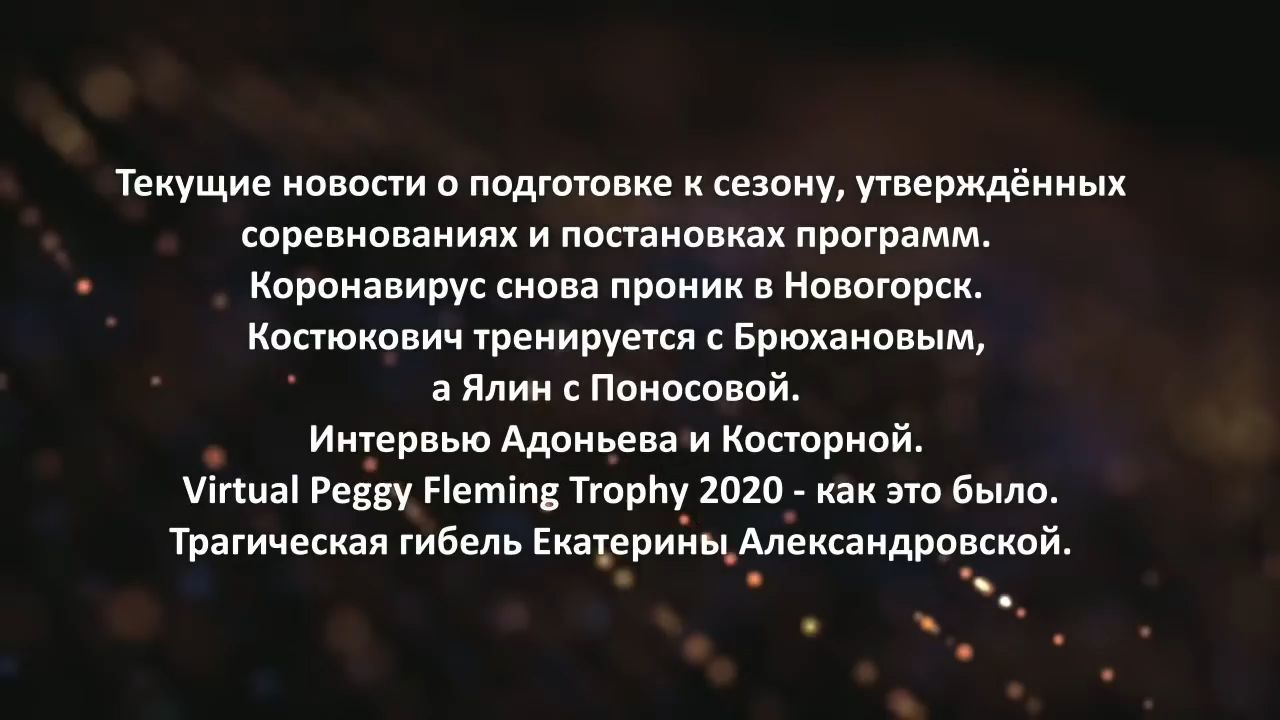 Текущие новости о подготовке к сезону, утверждённых
соревнованиях и постановках программ.
Коронавирус снова проник в Новогорск.
Костюкович тренируется с Брюхановым,
а Ялин с Поносовой.
Интервью Адоньева и Косторной.
Virtual Peggy Fleming Trophy 2020 - как это было.
Трагическая гибель Екатерины Александровской.